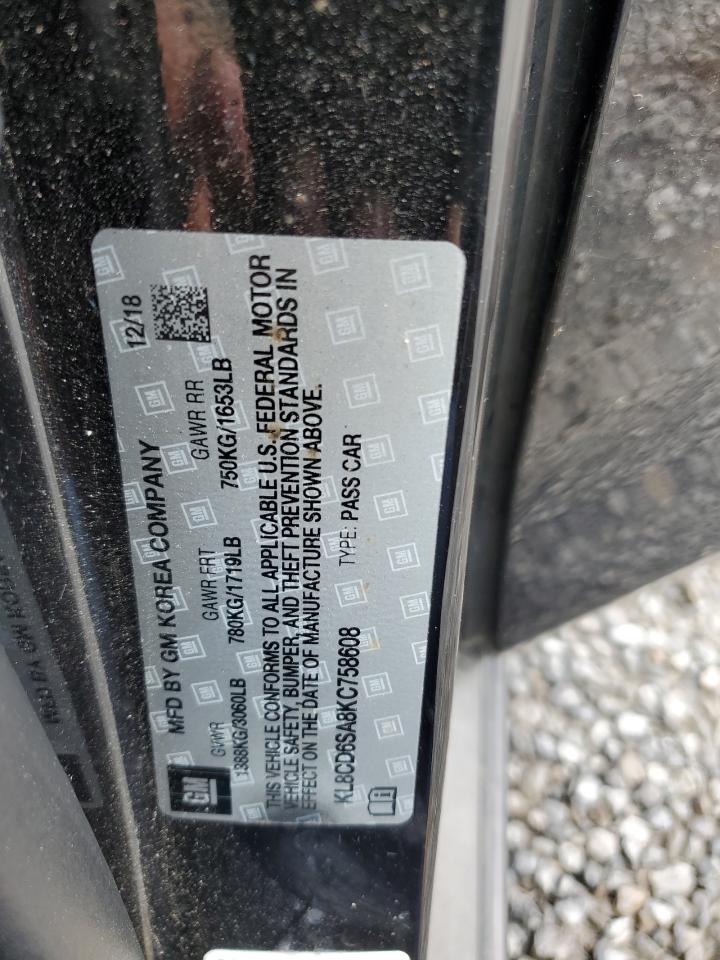 GM
MFD BY GM KOREA COMPANY 12/18
GVWR GAWR FRT GAWR RR
1388KG/3060LB 780KG/1719LB 750KG/1653LB
THIS VEHICLE CONFORMS TO ALL APPLICABLE U.S. FEDERAL MOTOR
VEHICLE SAFETY, BUMPER, AND THEFT PREVENTION STANDARDS IN
EFFECT ON THE DATE OF MANUFACTURE SHOWN ABOVE.
KL8CD6SA8KC758608 TYPE: PASS CAR